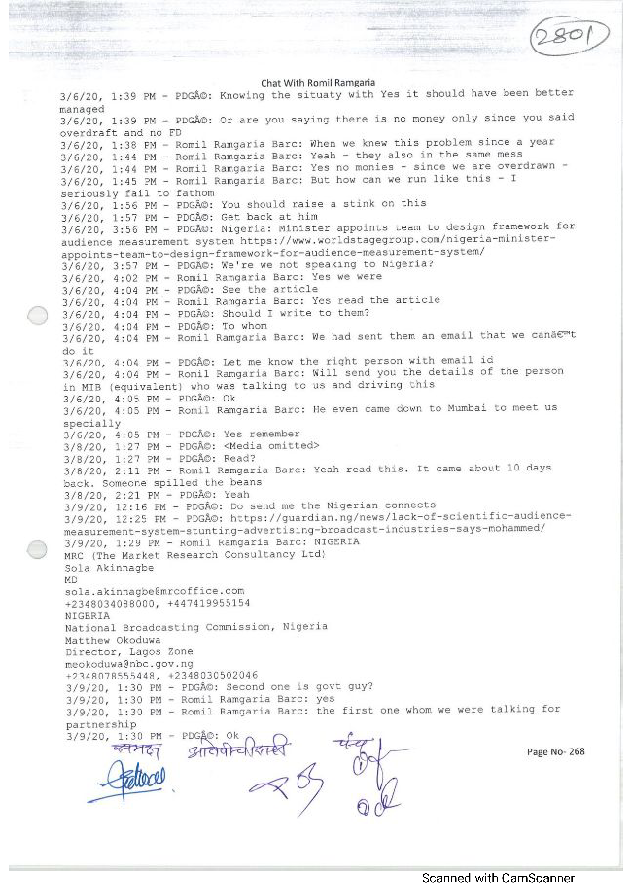 2801
Chat With Romil Ramgaria
3/6/20, 1:39 PM - PDGÂ©: Knowing the situaty with Yes it should have been better
managed
3/6/20, 1:39 PM - PDGÂ©: Or are you saying there is no money only since you said
overdraft and no FD
3/6/20, 1:38 PM - Romil Ramgaria Barc: When we knew this problem since a year
3/6/20, 1:44 PM - Romil Ramgaria Barc: Yeah - they also in the same mess
3/6/20, 1:44 PM - Romil Ramgaria Barc: Yes no monies - since we are overdrawn -
3/6/20, 1:45 PM - Romil Ramgaria Barc: But how can we run like this - I
seriously fail to fathom
3/6/20, 1:56 PM - PDGÂ©: You should raise a stink on this
3/6/20, 1:57 PM - PDGÂ©: Get back at him
3/6/20, 3:56 PM - PDGÂ©: Nigeria: Minister appoints team to design framework for
audience measurement system https://www.worldstagegroup.com/nigeria-minister-
appoints-team-to-design-framework-for-audience-measurement-system/
3/6/20, 3:57 PM - PDGÂ©: We're we not speaking to Nigeria?
3/6/20, 4:02 PM - Romil Ramgaria Barc: Yes we were
3/6/20, 4:04 PM - PDGÂ©: See the article
3/6/20, 4:04 PM - Romil Ramgaria Barc: Yes read the article
3/6/20, 4:04 PM - PDGÂ©: Should I write to them?
3/6/20, 4:04 PM - PDGÂ©: To whom
3/6/20, 4:04 PM - Romil Ramgaria Barc: We had sent them an email that we canâ€™t
do it
3/6/20, 4:04 PM - PDGÂ©: Let me know the right person with email id
3/6/20, 4:04 PM - Romil Ramgaria Barc: Will send you the details of the person
in MIB (equivalent) who was talking to us and driving this
3/6/20, 4:05 PM - PDGÂ©: Ok
3/6/20, 4:05 PM - Romil Ramgaria Barc: He even came down to Mumbai to meet us
specially
3/6/20, 4:05 PM - PDGÂ©: Yes remember
3/8/20, 1:27 PM - PDGÂ©: <Media omitted>
3/8/20, 1:27 PM - PDGÂ©: Read?
3/8/20, 2:11 PM - Romil Ramgaria Barc: Yeah read this. It came about 10 days
back. Someone spilled the beans
3/8/20, 2:21 PM - PDGÂ©: Yeah
3/9/20, 12:16 PM - PDGÂ©: Do send me the Nigerian connects
3/9/20, 12:25 PM - PDGÂ©: https://guardian.ng/news/lack-of-scientific-audience-
measurement-system-stunting-advertising-broadcast-industries-says-mohammed/
3/9/20, 1:29 PM - Romil Ramgaria Barc: NIGERIA
MRC (The Market Research Consultancy Ltd)
Sola Akinnagbe
MD
sola.akinnagbe@mrcoffice.com
+2348034088000, +447419955154
NIGERIA
National Broadcasting Commission, Nigeria
Matthew Okoduwa
Director, Lagos Zone
meokoduwa@nbc.gov.ng
+2348078555448, +2348030502046
3/9/20, 1:30 PM - PDGÂ©: Second one is govt guy?
3/9/20, 1:30 PM - Romil Ramgaria Barc: yes
3/9/20, 1:30 PM - Romil Ramgaria Barc: the first one whom we were talking for
partnership
3/9/20, 1:30 PM - PDGÂ©: Ok
पंच
Page No- 268
Scanned with CamScanner